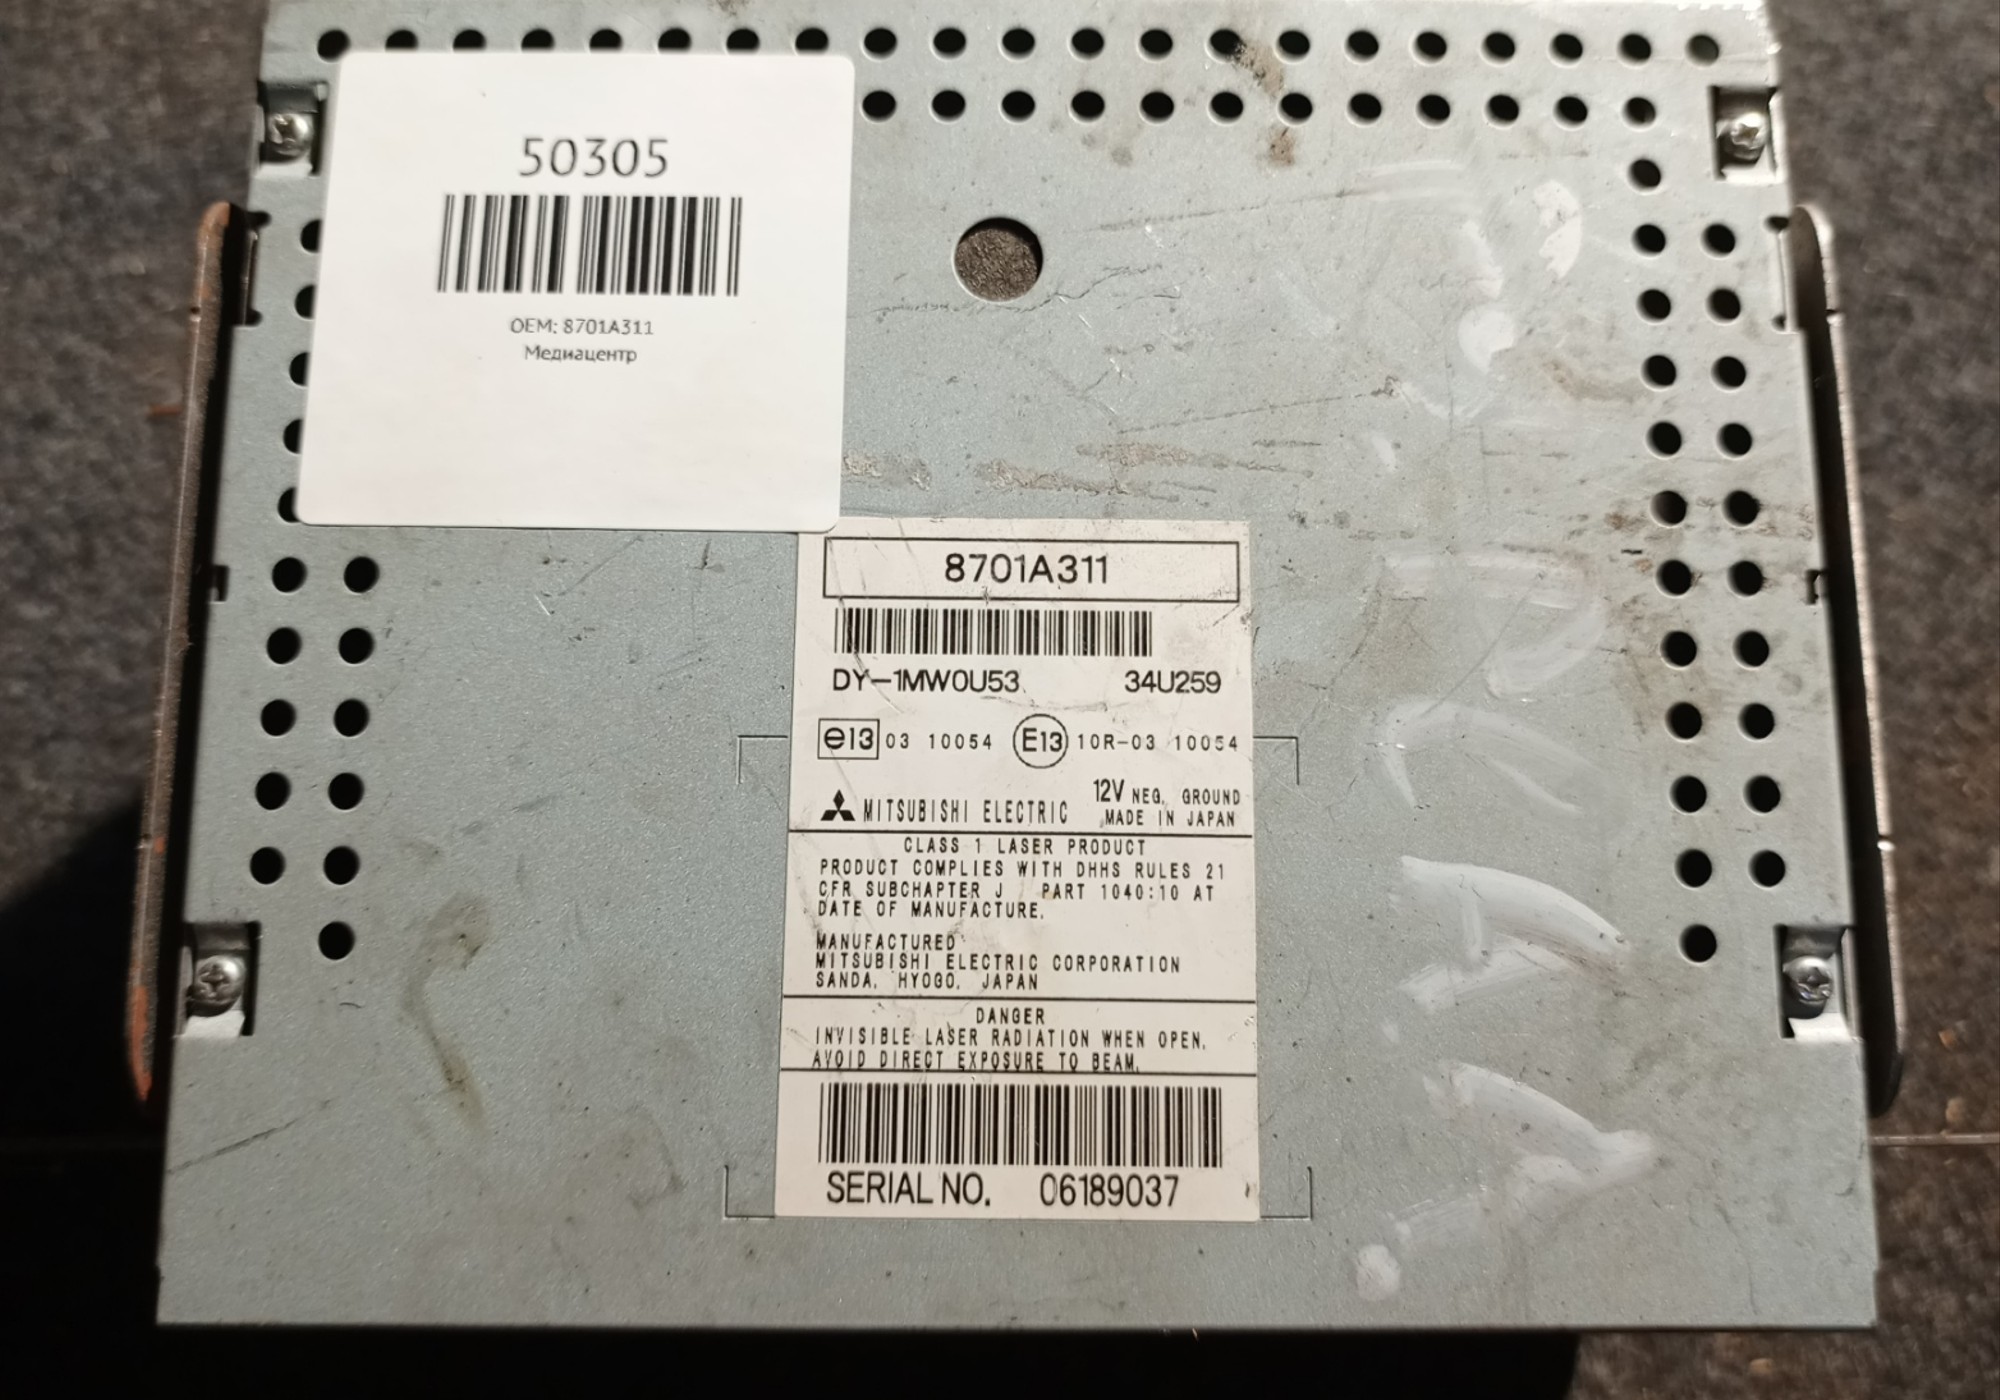 50305
OEM: 8701A311
Медиацентр
8701A311
DY-1MW0U53 34U259
e13 03 10054 E13 10R-03 10054
MITSUBISHI ELECTRIC 12V NEG. GROUND
MADE IN JAPAN
CLASS 1 LASER PRODUCT
PRODUCT COMPLIES WITH DHHS RULES 21
CFR SUBCHAPTER J PART 1040:10 AT
DATE OF MANUFACTURE.
MANUFACTURED
MITSUBISHI ELECTRIC CORPORATION
SANDA, HYOGO, JAPAN
DANGER
INVISIBLE LASER RADIATION WHEN OPEN.
AVOID DIRECT EXPOSURE TO BEAM.
SERIAL NO. 06189037